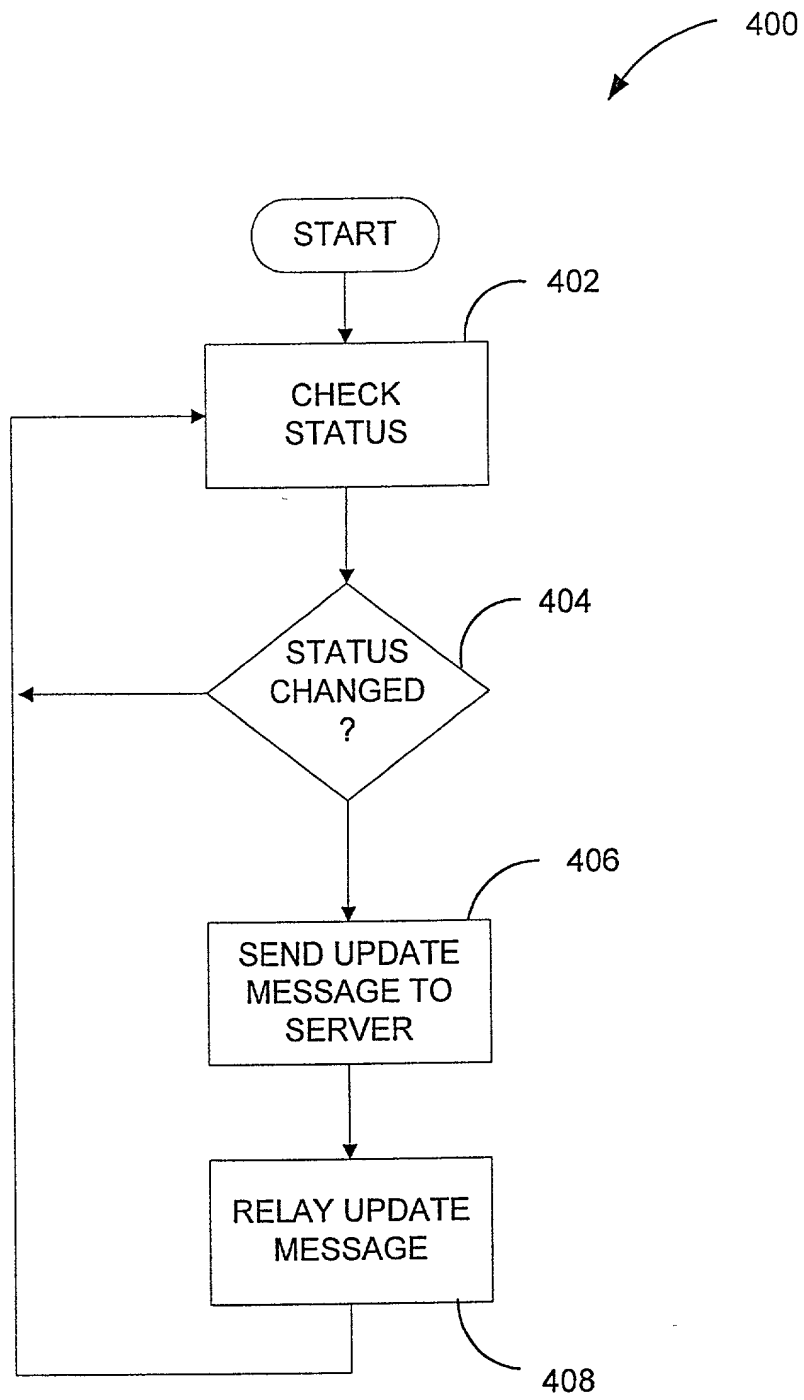 400
START
402
CHECK
STATUS
404
STATUS
CHANGED
?
406
SEND UPDATE
MESSAGE TO
SERVER
RELAY UPDATE
MESSAGE
408